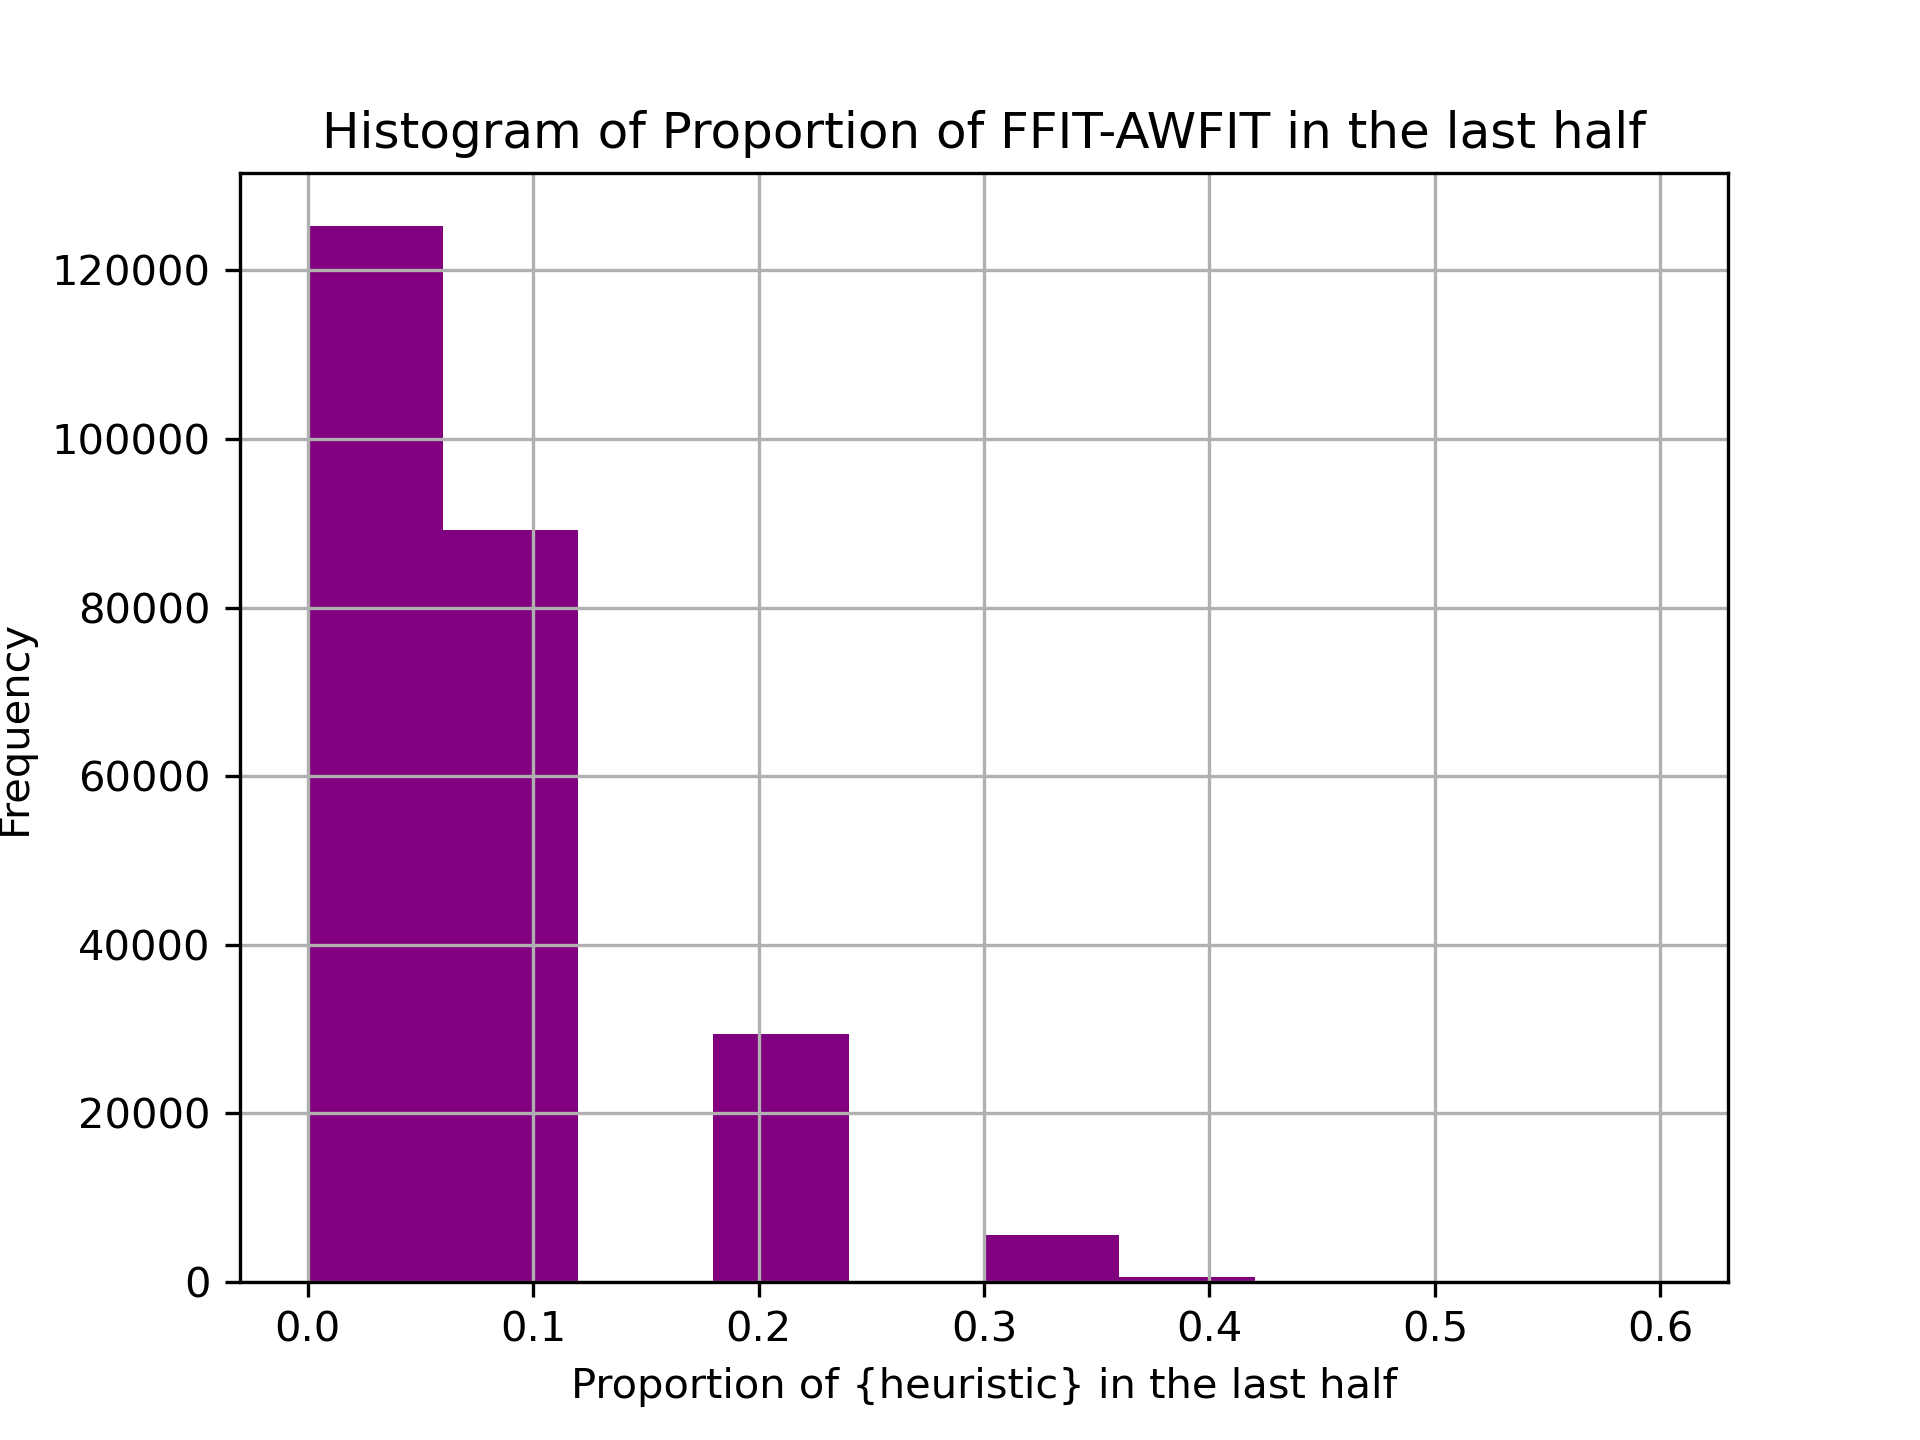 Histogram of Proportion of FFIT-AWFIT in the last half
120000
100000
80000
60000
40000
20000
0
Frequency
0.0 0.1 0.2 0.3 0.4 0.5 0.6
Proportion of {heuristic} in the last half